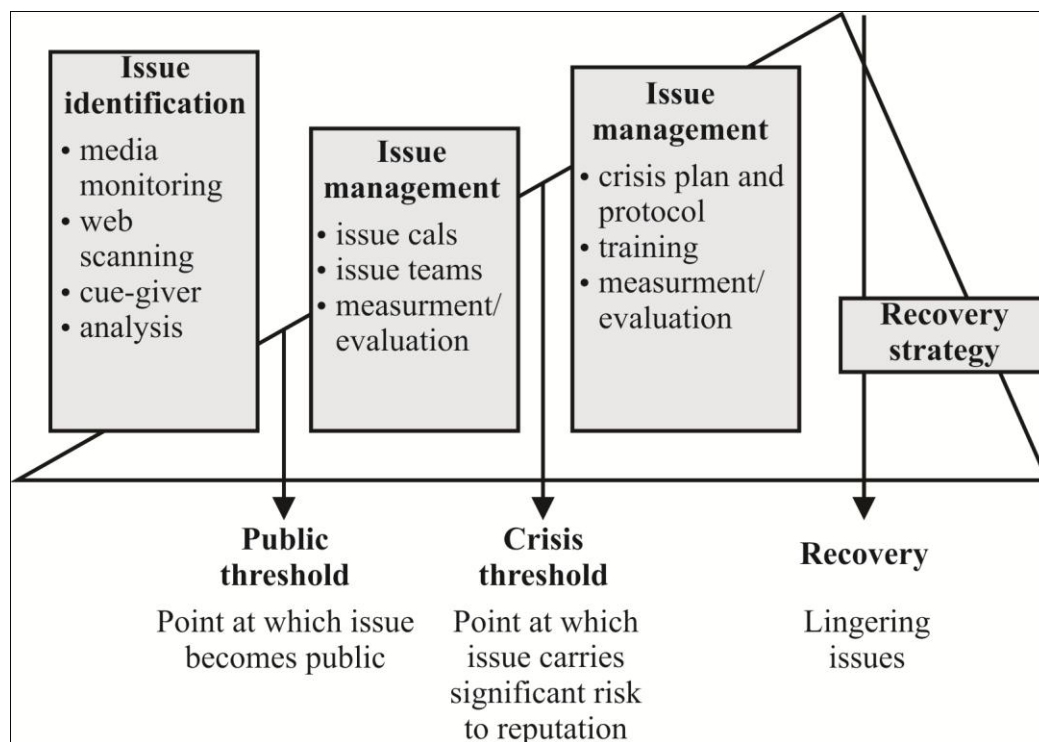 Issue
identification
• media
monitoring
• web
scanning
• cue-giver
• analysis
Issue
management
• issue cals
• issue teams
• measurment/
evaluation
Issue
management
• crisis plan and
protocol
• training
• measurment/
evaluation
Recovery
strategy
Public
threshold
Point at which issue
becomes public
Crisis
threshold
Point at which
issue carries
significant risk
to reputation
Recovery
Lingering
issues